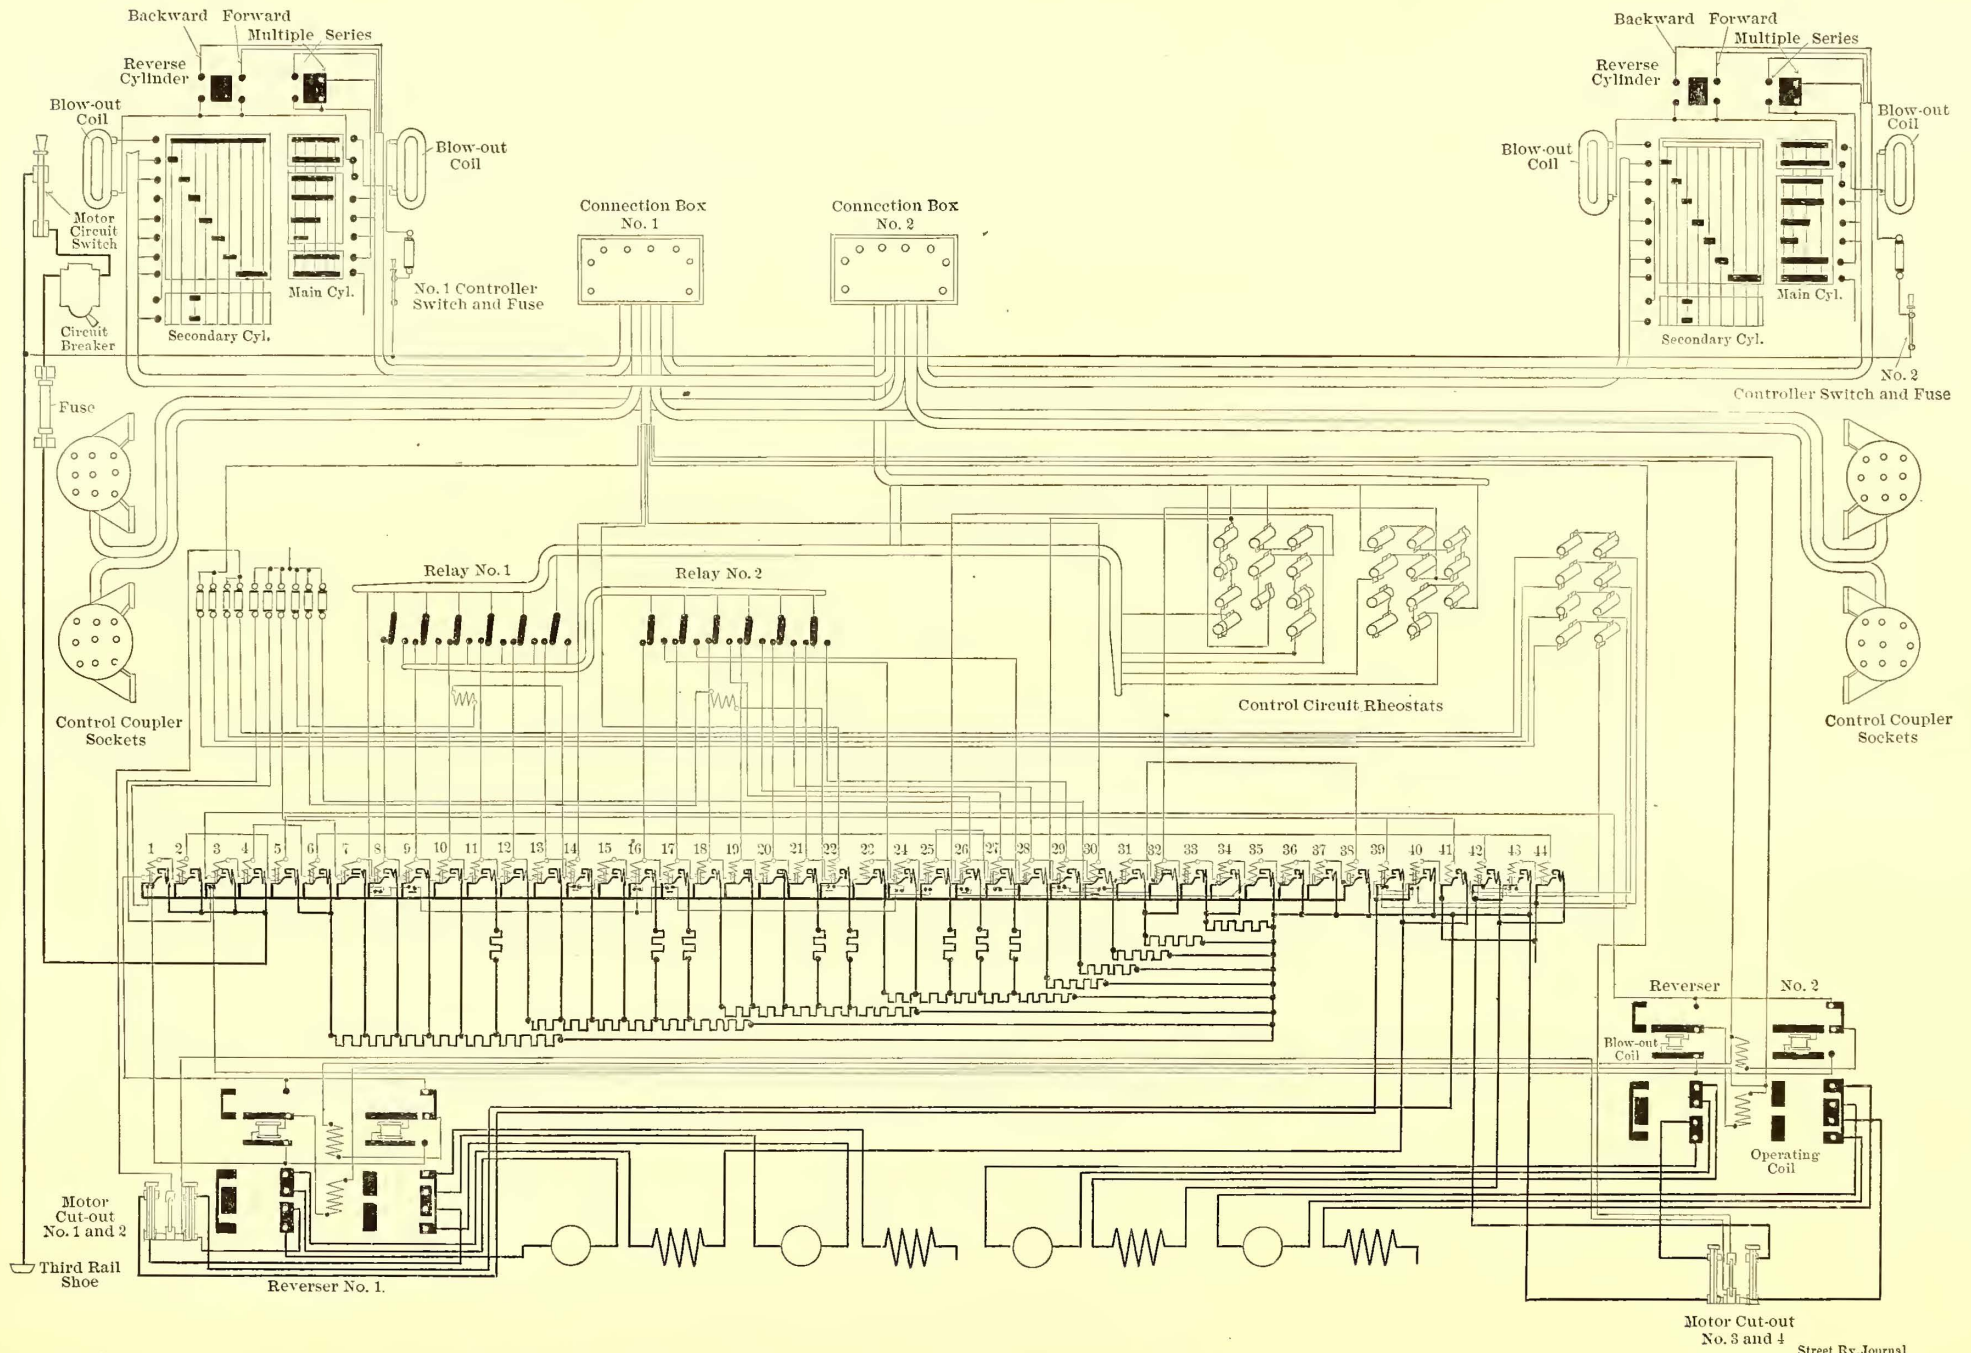 Backward Forward
Multiple Series
Reverse
Cylinder
Blow-out
Coil
Blow-out
Coil
Motor
Circuit
Switch
Main Cyl.
No. 1 Controller
Switch and Fuse
Circuit
Breaker
Secondary Cyl.
Fuse
Connection Box
No. 1
Connection Box
No. 2
Backward Forward
Multiple Series
Reverse
Cylinder
Blow-out
Coil
Blow-out
Coil
Main Cyl.
Secondary Cyl.
No. 2
Controller Switch and Fuse
Relay No. 1
Relay No. 2
Control Circuit Rheostats
Control Coupler
Sockets
Control Coupler
Sockets
1 2 3 4 5 6 7 8 9 10 11 12 13 14 15 16 17 18 19 20 21 22 23 24 25 26 27 28 29 30 31 32 33 34 35 36 37 38 39 40 41 42 43 44
Reverser No. 2
Blow-out
Coil
Operating
Coil
Motor
Cut-out
No. 1 and 2
Third Rail
Shoe
Reverser No. 1.
Motor Cut-out
No. 3 and 4
Street Ry. Journal